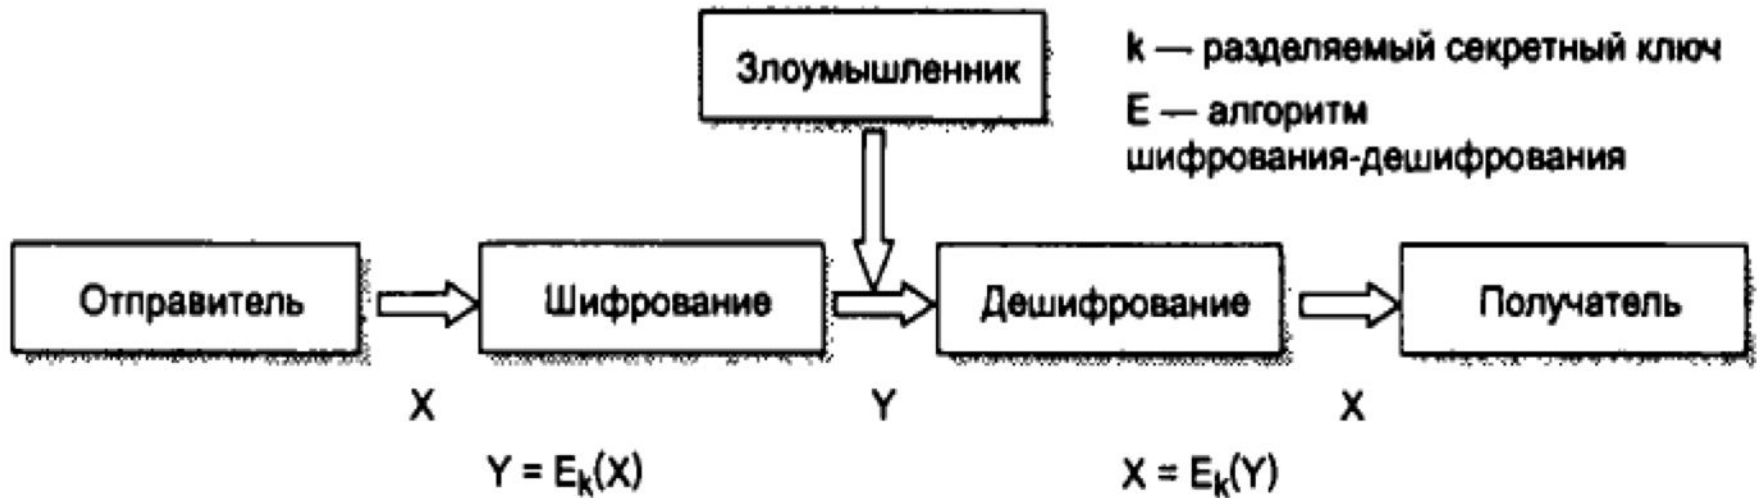 Злоумышленник
k — разделяемый секретный ключ
E — алгоритм
шифрования-дешифрования
Отправитель
Шифрование
Дешифрование
Получатель
X
Y
X
Y = Eₖ(X)
X = Eₖ(Y)